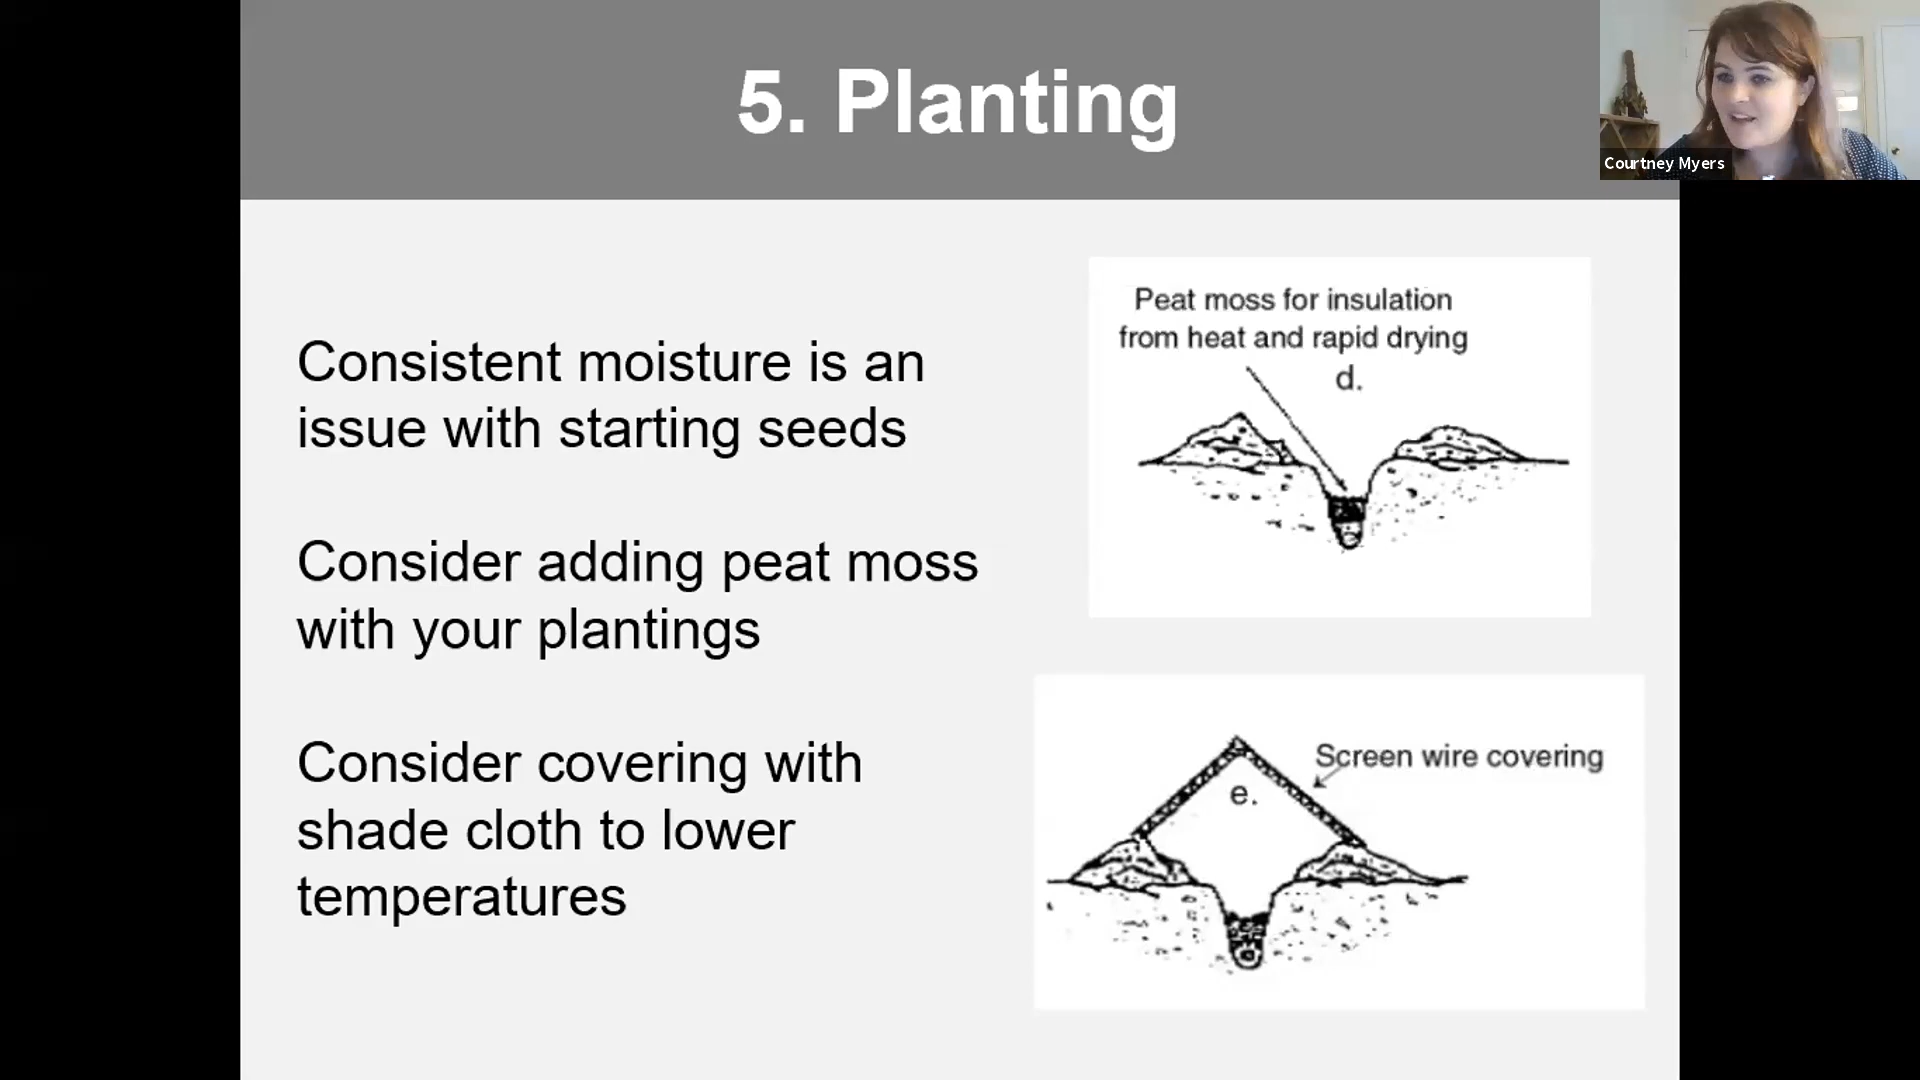 5. Planting
Courtney Myers
Consistent moisture is an
issue with starting seeds
Consider adding peat moss
with your plantings
Consider covering with
shade cloth to lower
temperatures
Peat moss for insulation
from heat and rapid drying
d.
Screen wire covering
e.